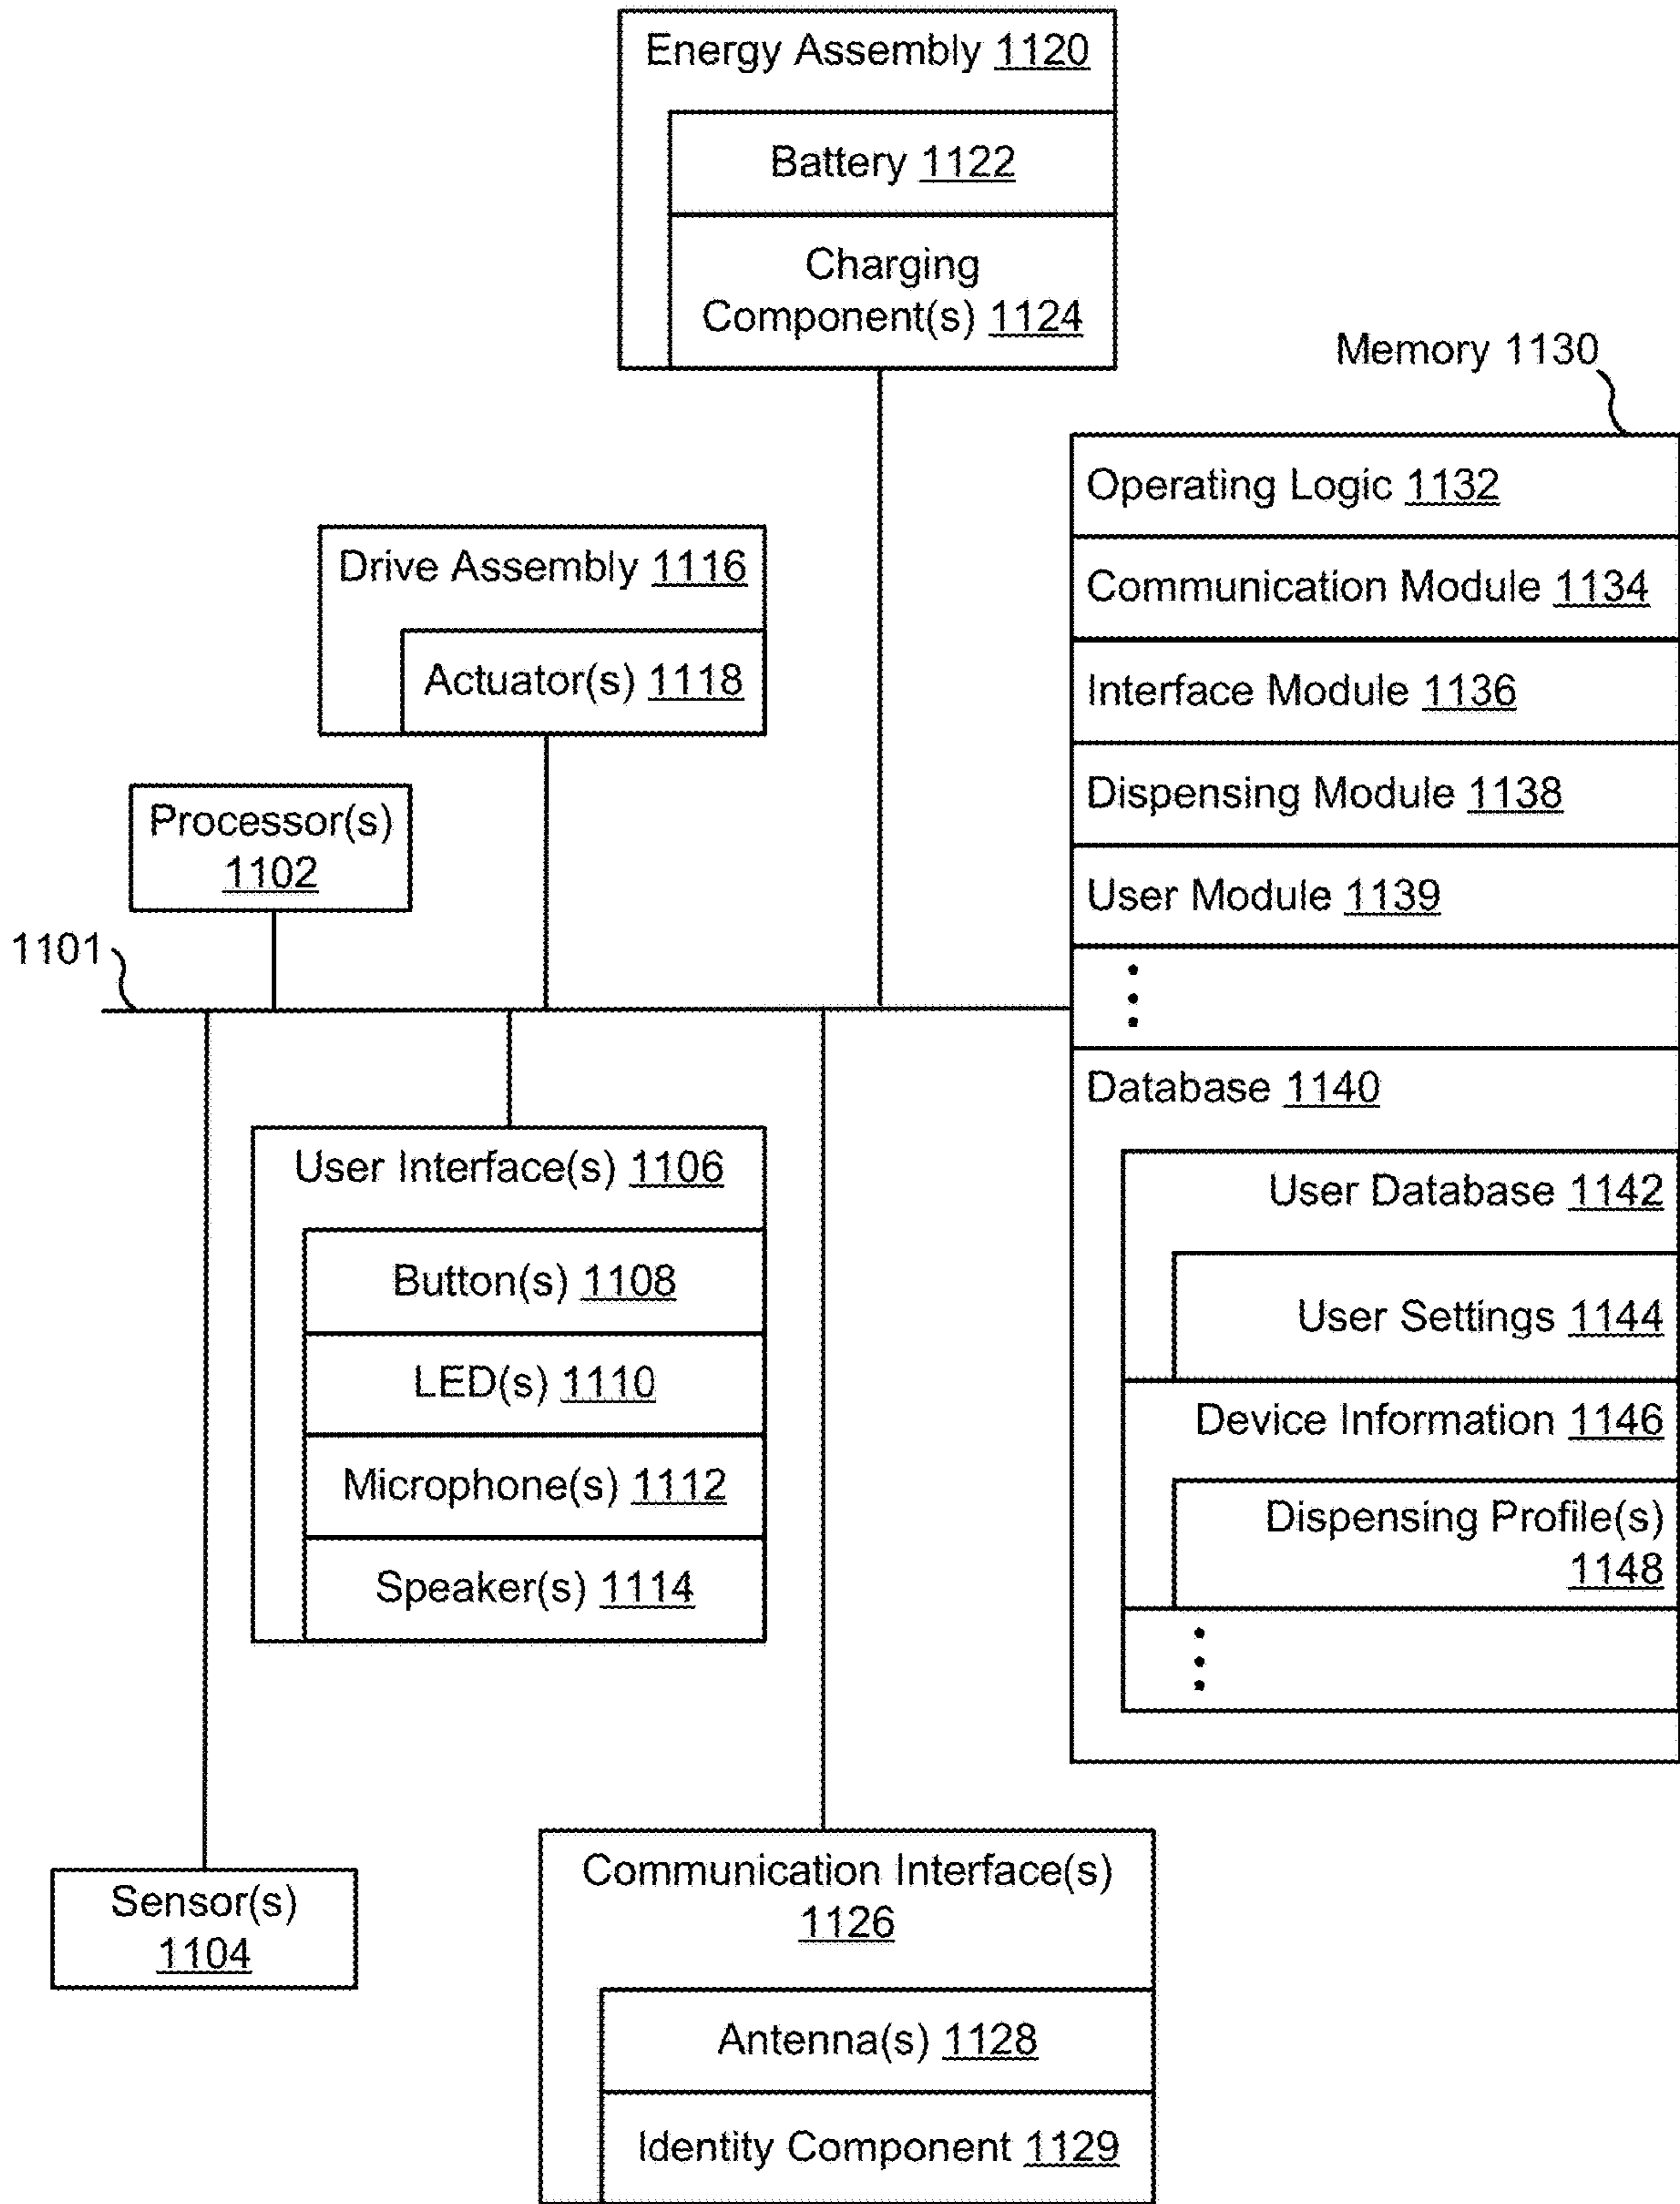 Energy Assembly 1120
Battery 1122
Charging
Component(s) 1124
Memory 1130
Operating Logic 1132
Communication Module 1134
Interface Module 1136
Dispensing Module 1138
User Module 1139
Database 1140
User Database 1142
User Settings 1144
Device Information 1146
Dispensing Profile(s)
1148
Drive Assembly 1116
Actuator(s) 1118
Processor(s)
1102
1101
User Interface(s) 1106
Button(s) 1108
LED(s) 1110
Microphone(s) 1112
Speaker(s) 1114
Sensor(s)
1104
Communication Interface(s)
1126
Antenna(s) 1128
Identity Component 1129